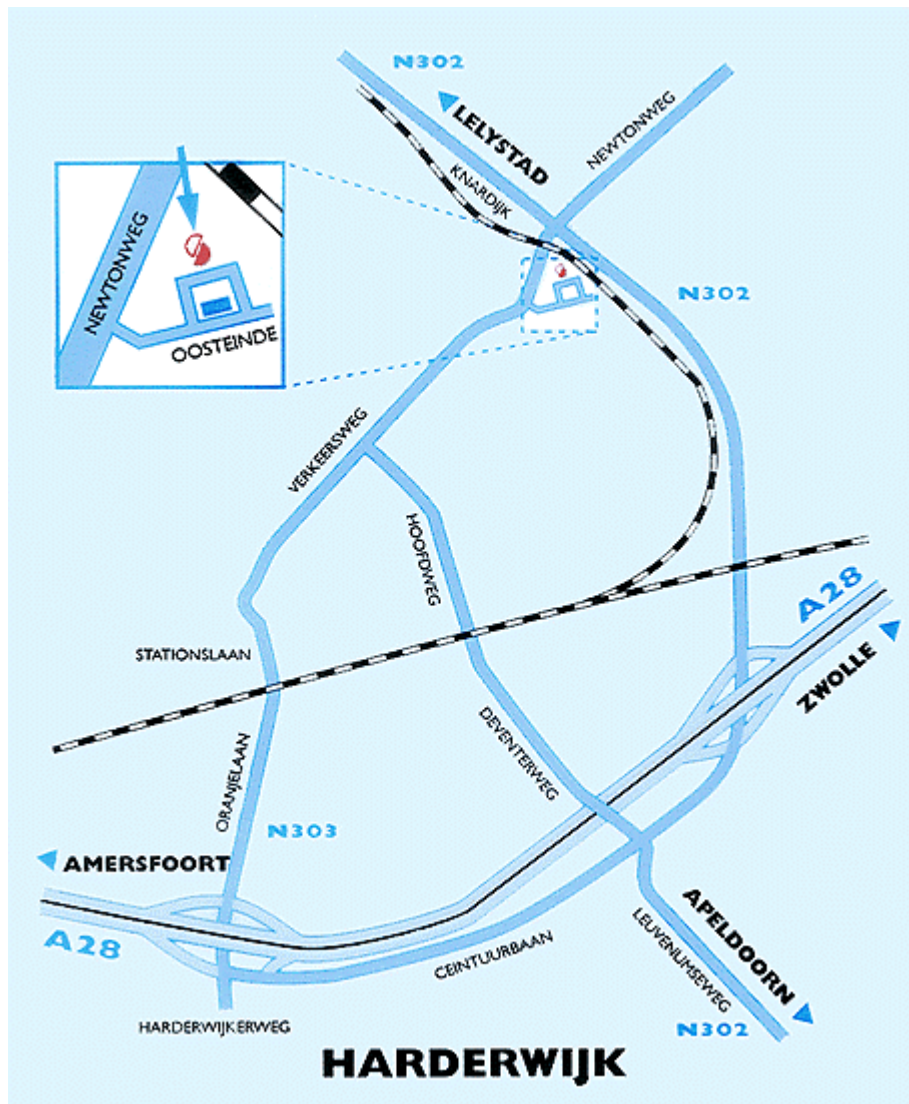 N302
LELYSTAD
NEWTONWEG
KNARDIJK
N302
NEWTONWEG
OOSTEINDE
VERKEERSWEG
HOOFDWEG
A28
ZWOLLE
STATIONSLAAN
DEVENTERWEG
ORANJELAAN
N303
AMERSFOORT
A28
CEINTUURBAAN
LEUVENUMSEWEG
APELDOORN
HARDERWIJKERWEG
N302
HARDERWIJK